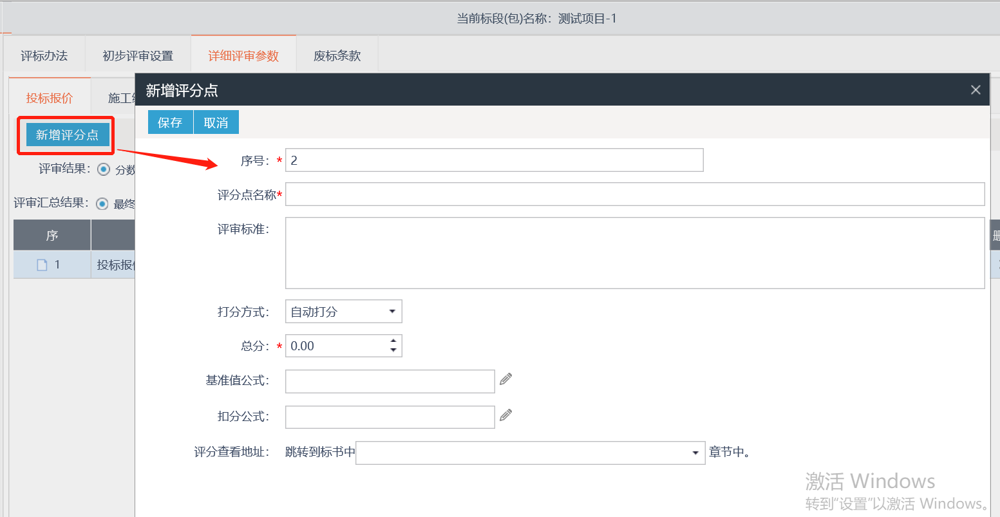 当前标段(包)名称：测试项目-1
评标办法 初步评审设置 详细评审参数 废标条款
投标报价 施工
新增评分点
保存 取消
新增评分点
序号：* 2
评审结果： 分数
评分点名称*
评审汇总结果： 最终
评审标准：
序
1 投标报
打分方式： 自动打分
总分：* 0.00
基准值公式：
扣分公式：
评分查看地址： 跳转到标书中 章节中。
激活 Windows
转到“设置”以激活 Windows。